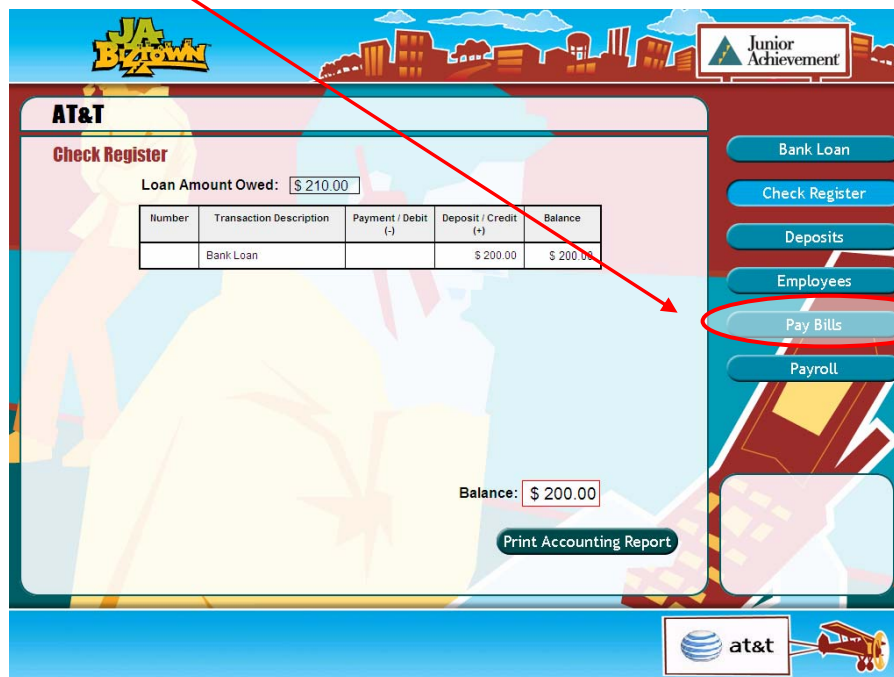 JA
BIZTOWN
Junior
Achievement
AT&T
Check Register
Loan Amount Owed: $ 210.00
Number Transaction Description Payment / Debit (-) Deposit / Credit (+) Balance
Bank Loan $ 200.00 $ 200.00
Balance: $ 200.00
Print Accounting Report
Bank Loan
Check Register
Deposits
Employees
Pay Bills
Payroll
at&t